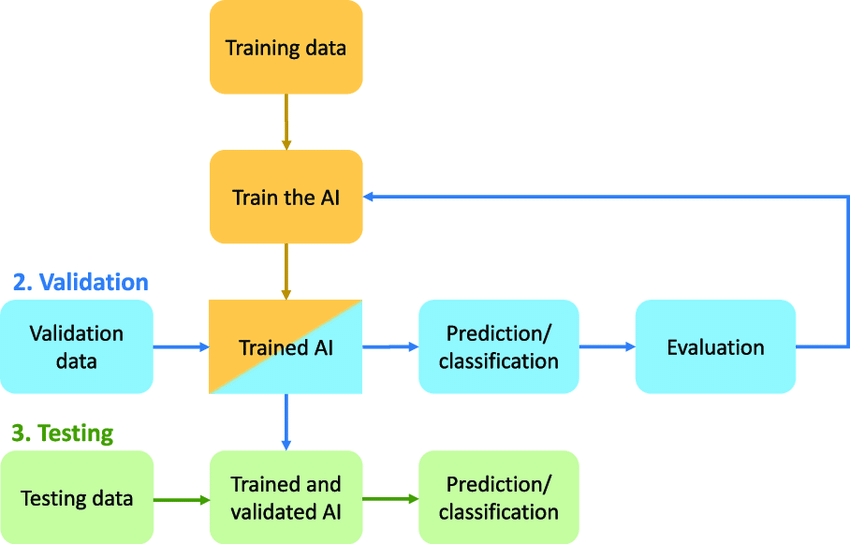 Training data
Train the AI
2. Validation
Validation
data
Trained AI
Prediction/
classification
Evaluation
3. Testing
Testing data
Trained and
validated AI
Prediction/
classification